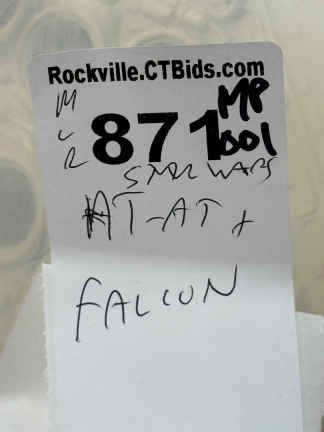 Rockville.CTBids.com
M
C
R
871
MP
001
STAR WARS
AT-AT +
FALCON